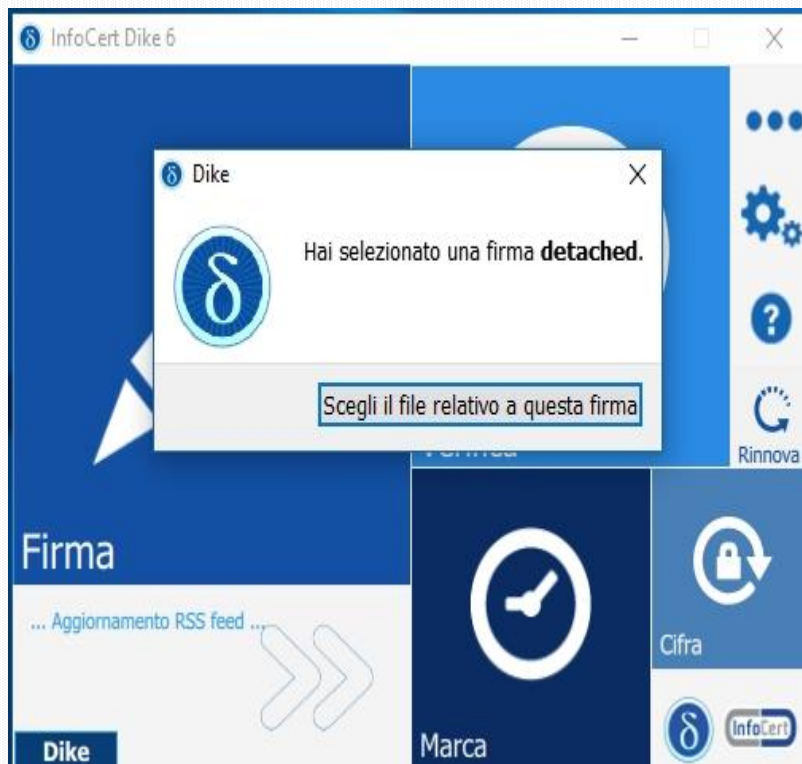 InfoCert Dike 6
Dike
Hai selezionato una firma detached.
Scegli il file relativo a questa firma
Rinnova
Firma
... Aggiornamento RSS feed ...
Cifra
Marca
Dike
InfoCert